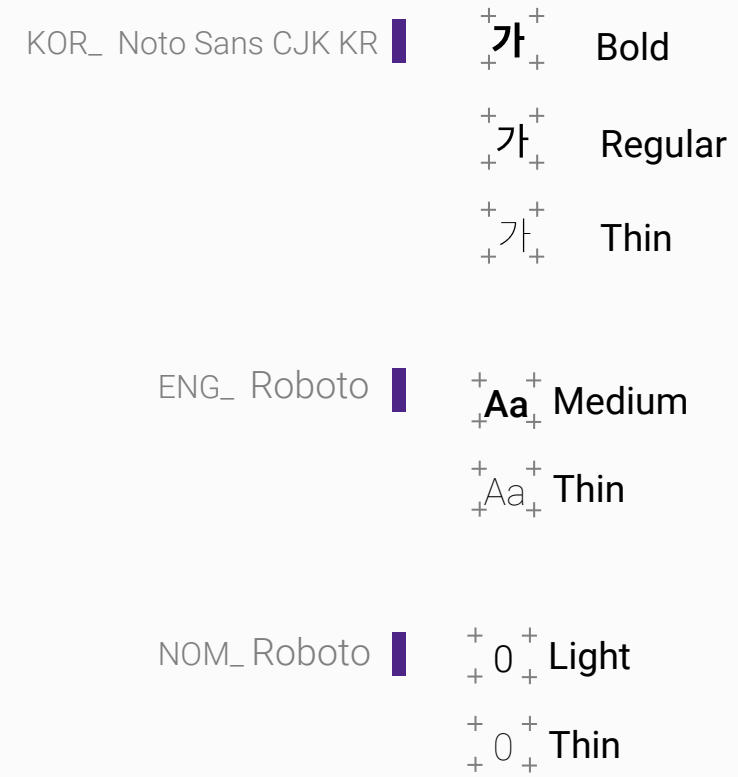 KOR_ Noto Sans CJK KR 가 Bold
가 Regular
가 Thin
ENG_ Roboto Aa Medium
Aa Thin
NOM_ Roboto 0 Light
0 Thin